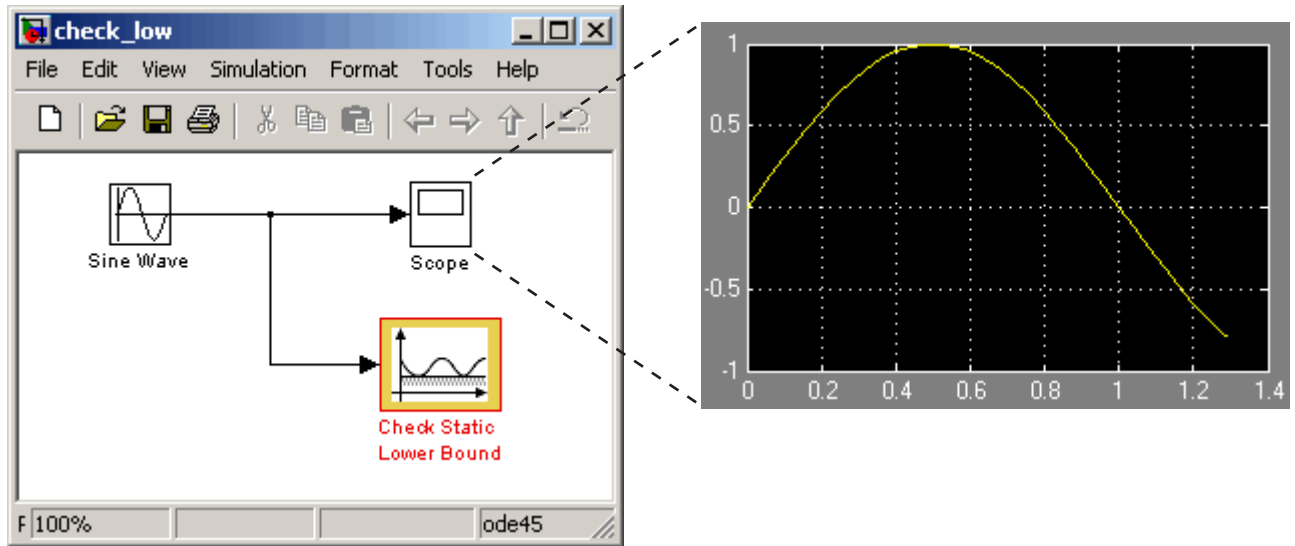 check_low
File Edit View Simulation Format Tools Help
Sine Wave
Scope
Check Static
Lower Bound
F 100%
ode45
1
0.5
0
-0.5
-1
0 0.2 0.4 0.6 0.8 1 1.2 1.4